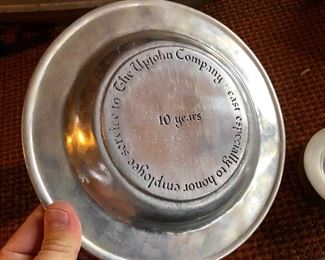 The Upjohn Company · cast especially to honor employee service to
10 years